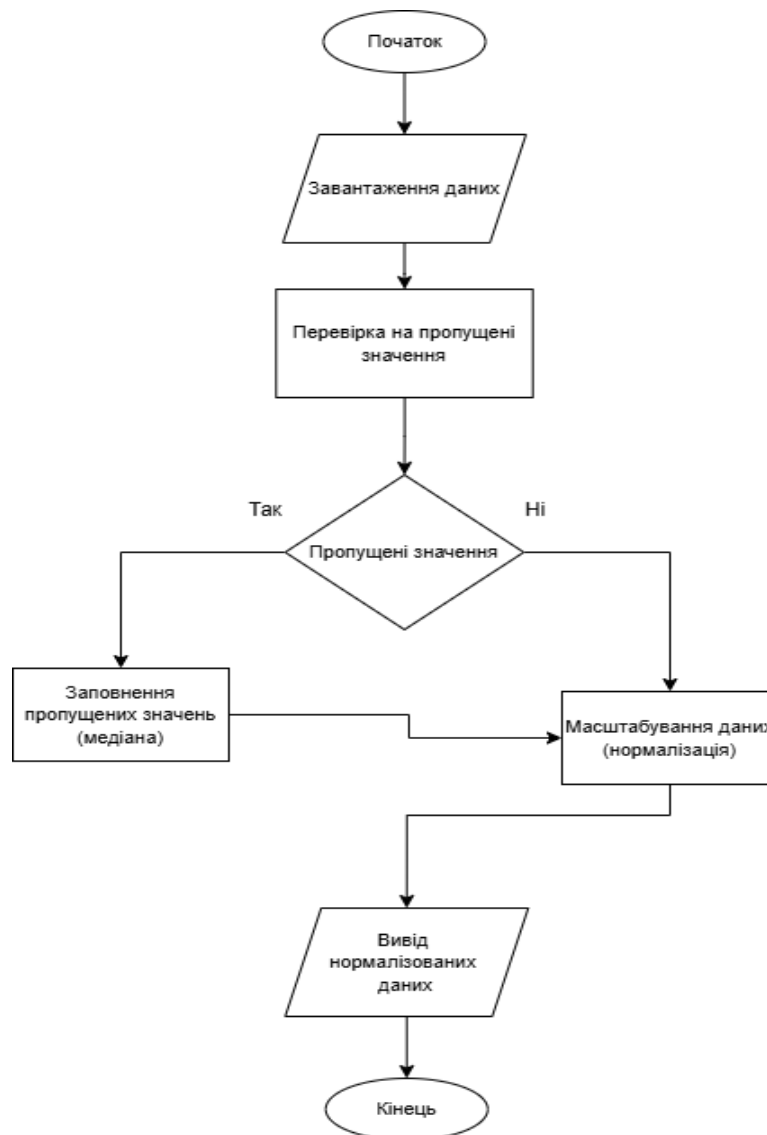 Початок
Завантаження даних
Перевірка на пропущені
значення
Так
Ні
Пропущені значення
Заповнення
пропущених значень
(медіана)
Масштабування даних
(нормалізація)
Вивід
нормалізованих
даних
Кінець